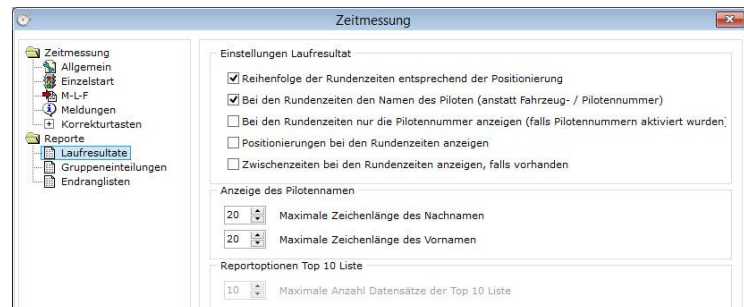 Zeitmessung
Zeitmessung
Allgemein
Einzelstart
M-L-F
Meldungen
Korrekturtasten
Reporte
Laufresultate
Gruppeneinteilungen
Endranglisten
Einstellungen Laufresultat
Reihenfolge der Rundenzeiten entsprechend der Positionierung
Bei den Rundenzeiten den Namen des Piloten (anstatt Fahrzeug- / Pilotennummer)
Bei den Rundenzeiten nur die Pilotennummer anzeigen (falls Pilotennummern aktiviert wurden)
Positionierungen bei den Rundenzeiten anzeigen
Zwischenzeiten bei den Rundenzeiten anzeigen, falls vorhanden
Anzeige des Pilotennamen
20 Maximale Zeichenlänge des Nachnamen
20 Maximale Zeichenlänge des Vornamen
Reportoptionen Top 10 Liste
10 Maximale Anzahl Datensätze der Top 10 Liste